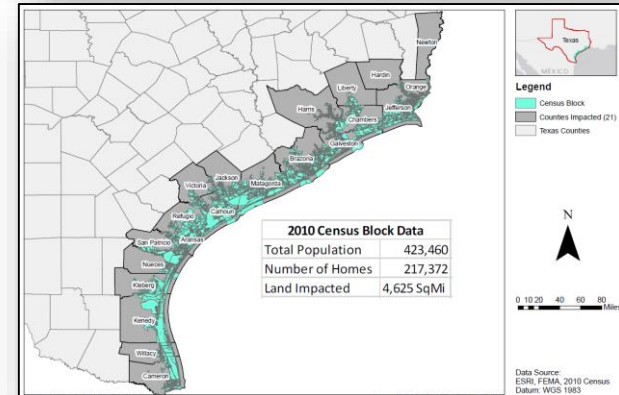 Newton
Hardin
Liberty
Orange
Harris
Jefferson
Chambers
Galveston
Brazoria
Jackson
Matagorda
Victoria
Calhoun
Refugio
Aransas
San Patricio
Nueces
Kleberg
Kenedy
Willacy
Cameron
2010 Census Block Data
Total Population 423,460
Number of Homes 217,372
Land Impacted 4,625 SqMi
Texas
MEXICO
Legend
Census Block
Counties Impacted (21)
Texas Counties
N
0 10 20 40 60 80
Miles
Data Source:
ESRI, FEMA, 2010 Census
Datum: WGS 1983